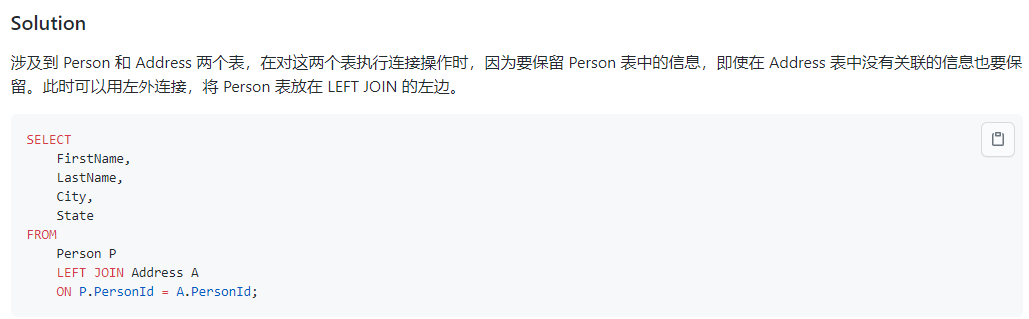 Solution
涉及到 Person 和 Address 两个表，在对这两个表执行连接操作时，因为要保留 Person 表中的信息，即使在 Address 表中没有关联的信息也要保
留。此时可以用左外连接，将 Person 表放在 LEFT JOIN 的左边。
SELECT
    FirstName,
    LastName,
    City,
    State
FROM
    Person P
    LEFT JOIN Address A
    ON P.PersonId = A.PersonId;